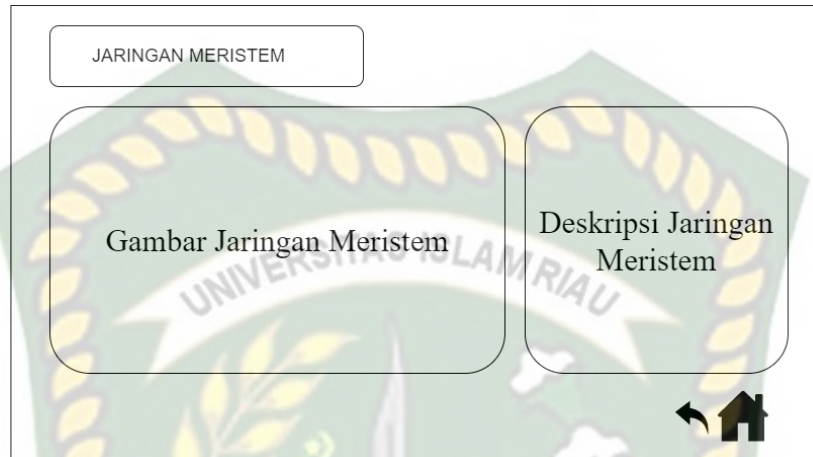 JARINGAN MERISTEM
Gambar Jaringan Meristem
Deskripsi Jaringan
Meristem
UNIVERSITAS ISLAM RIAU